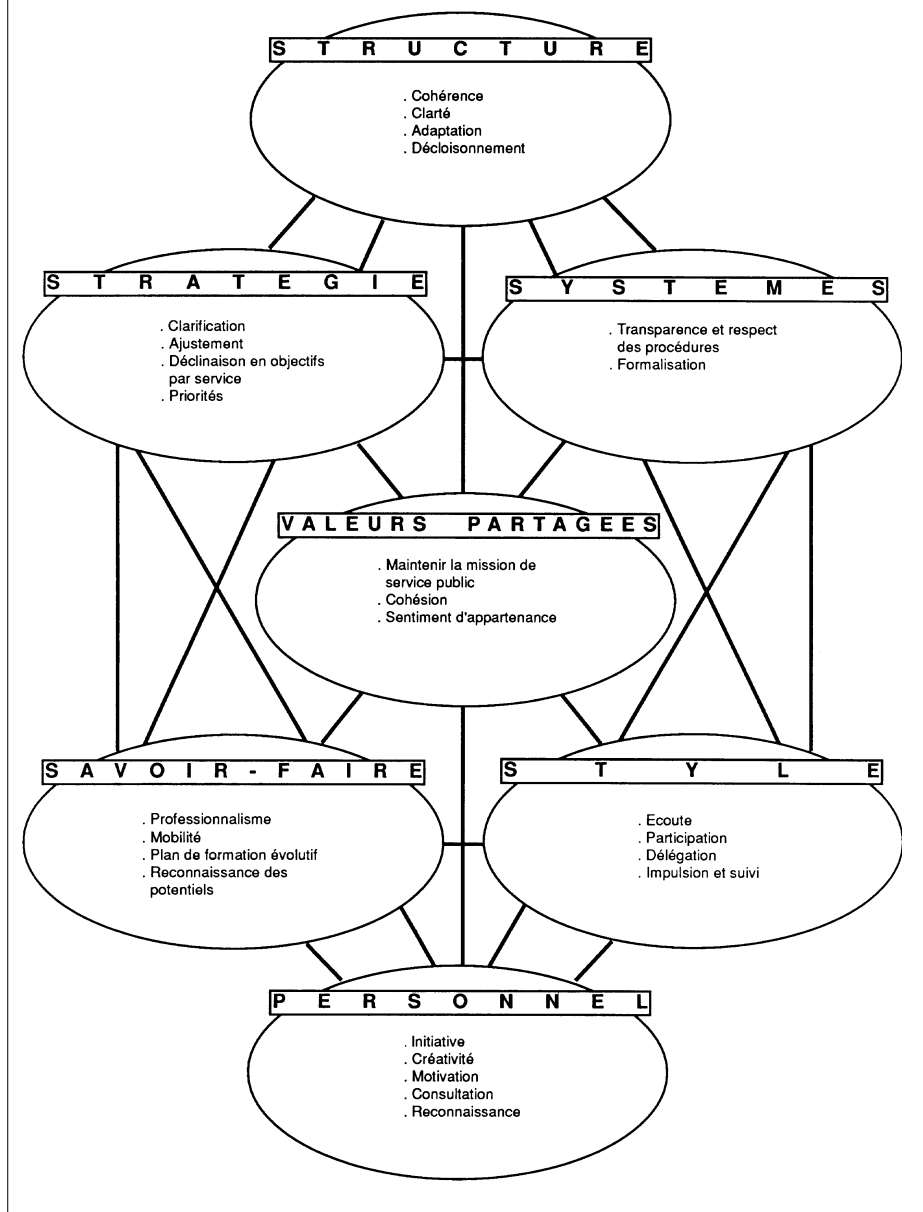 STRUCTURE
. Cohérence
. Clarté
. Adaptation
. Décloisonnement
STRATEGIE
. Clarification
. Ajustement
. Déclinaison en objectifs
par service
. Priorités
SYSTEMES
. Transparence et respect
des procédures
. Formalisation
VALEURS PARTAGEES
. Maintenir la mission de
service public
. Cohésion
. Sentiment d'appartenance
SAVOIR-FAIRE
. Professionnalisme
. Mobilité
. Plan de formation évolutif
. Reconnaissance des
potentiels
STYLE
. Ecoute
. Participation
. Délégation
. Impulsion et suivi
PERSONNEL
. Initiative
. Créativité
. Motivation
. Consultation
. Reconnaissance